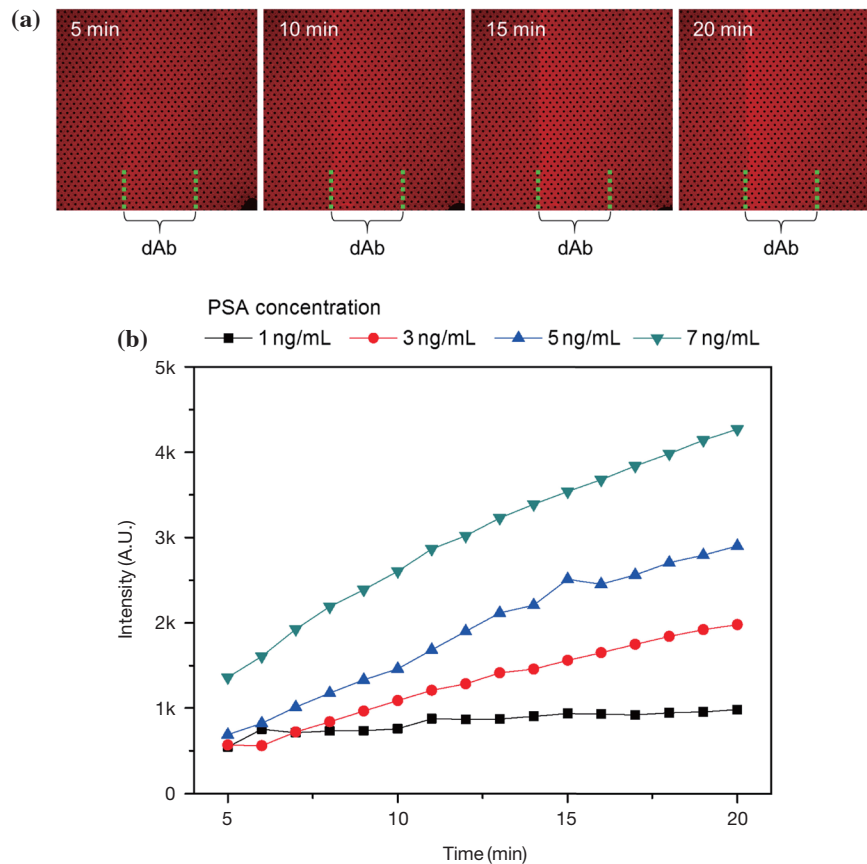 (a)
5 min 10 min 15 min 20 min
dAb dAb dAb dAb
PSA concentration
(b)
1 ng/mL 3 ng/mL 5 ng/mL 7 ng/mL
5k
4k
3k
2k
1k
0
Intensity (A.U.)
5 10 15 20
Time (min)